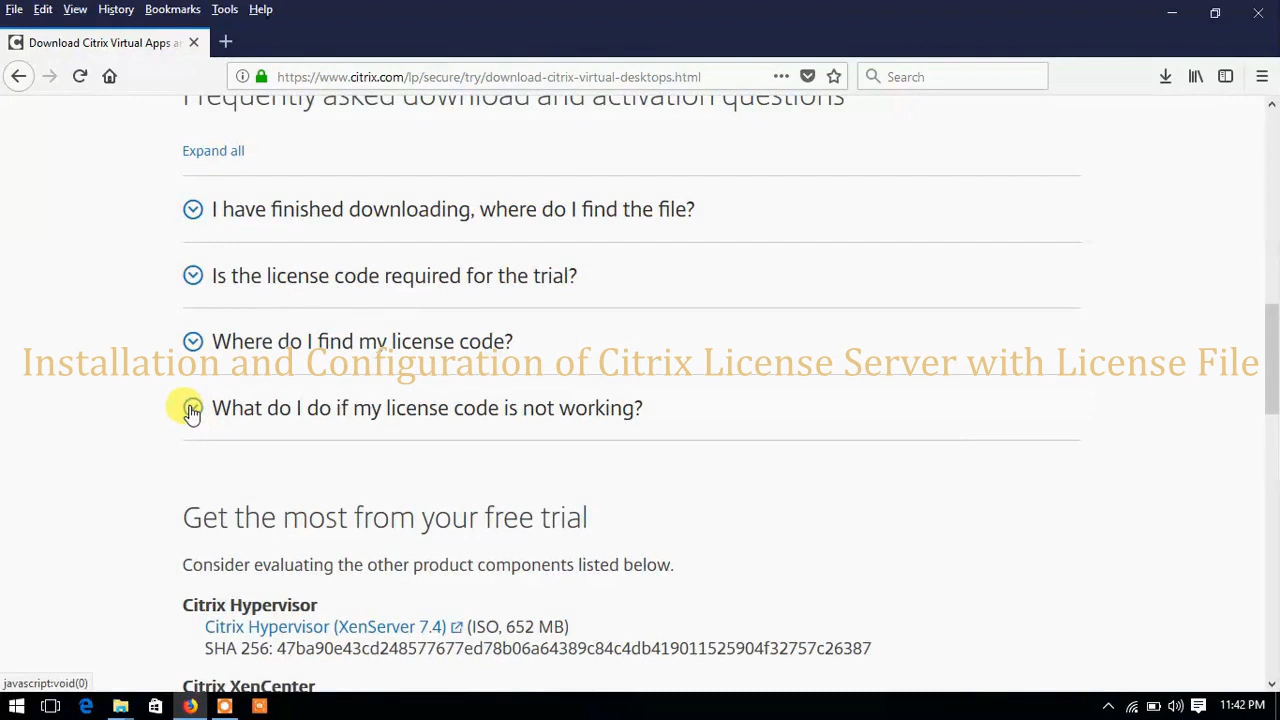 File Edit View History Bookmarks Tools Help
Download Citrix Virtual Apps a
https://www.citrix.com/lp/secure/try/download-citrix-virtual-desktops.html
Search
Frequently asked download and activation questions
Expand all
I have finished downloading, where do I find the file?
Is the license code required for the trial?
Where do I find my license code?
Installation and Configuration of Citrix License Server with License File
What do I do if my license code is not working?
Get the most from your free trial
Consider evaluating the other product components listed below.
Citrix Hypervisor
Citrix Hypervisor (XenServer 7.4) (ISO, 652 MB)
SHA 256: 47ba90e43cd248577677ed78b06a64389c84c4db419011525904f32757c26387
Citrix XenCenter
javascript:void(0)
11:42 PM